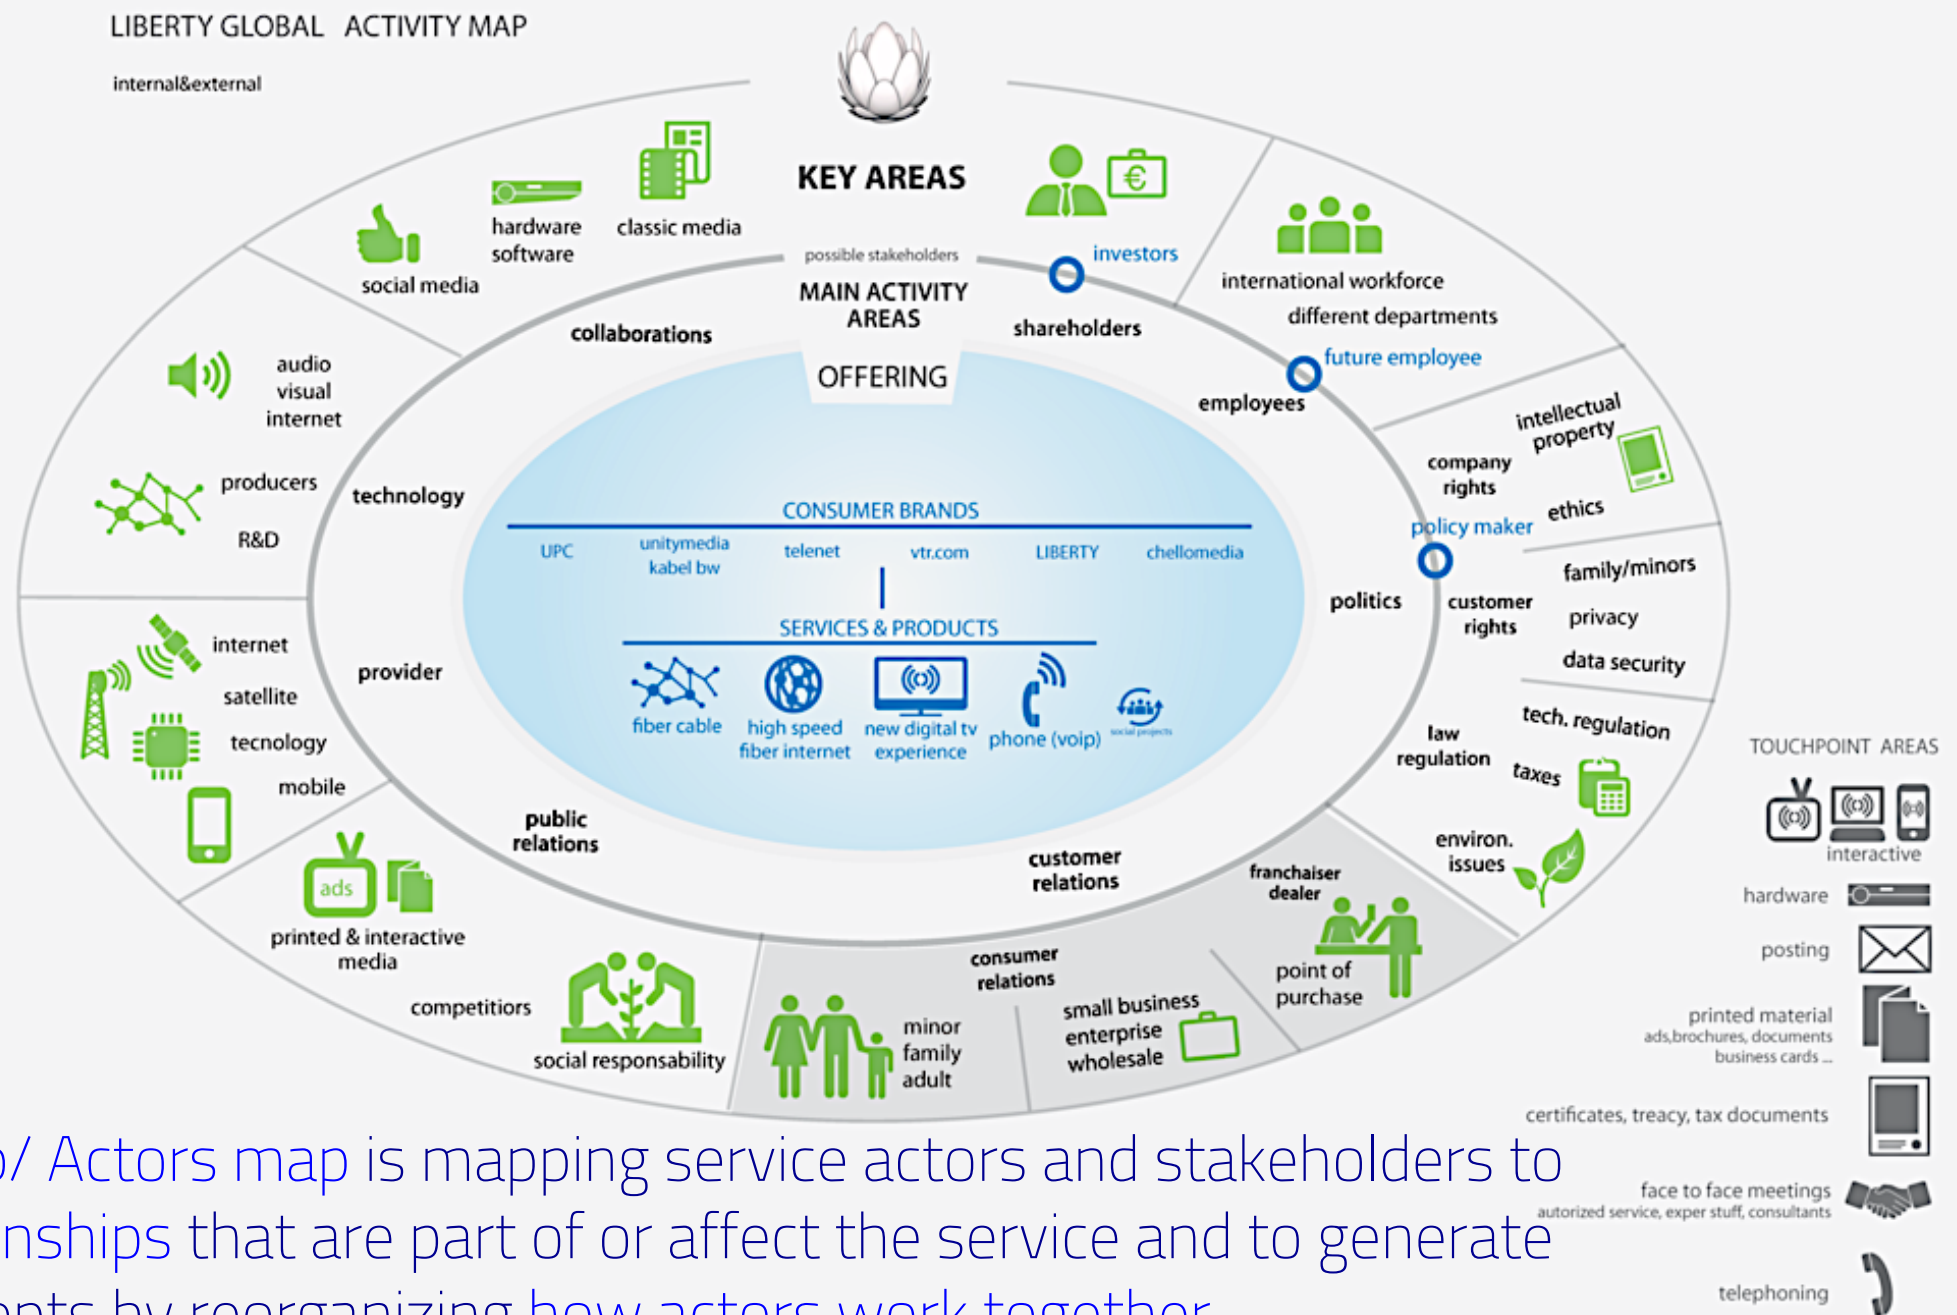 LIBERTY GLOBAL ACTIVITY MAP
internal&external
KEY AREAS
possible stakeholders
MAIN ACTIVITY
AREAS
OFFERING
social media
hardware
software
classic media
collaborations
investors
shareholders
international workforce
different departments
future employee
employees
intellectual
property
company
rights
ethics
policy maker
politics
customer
rights
family/minors
privacy
data security
law
regulation
tech. regulation
taxes
environ.
issues
audio
visual
internet
producers
R&D
technology
internet
satellite
tecnology
mobile
provider
public
relations
ads
printed & interactive
media
competitiors
social responsability
customer
relations
consumer
relations
minor
family
adult
small business
enterprise
wholesale
franchaiser
dealer
point of
purchase
CONSUMER BRANDS
UPC
unitymedia
kabel bw
telenet
vtr.com
LIBERTY
chellomedia
SERVICES & PRODUCTS
fiber cable
high speed
fiber internet
new digital tv
experience
phone (voip)
social projects
TOUCHPOINT AREAS
interactive
hardware
posting
printed material
ads,brochures, documents
business cards ...
certificates, treacy, tax documents
face to face meetings
autorized service, exper stuff, consultants
telephoning
/ Actors map is mapping service actors and stakeholders to
nships that are part of or affect the service and to generate
by reorganizing how actors work together